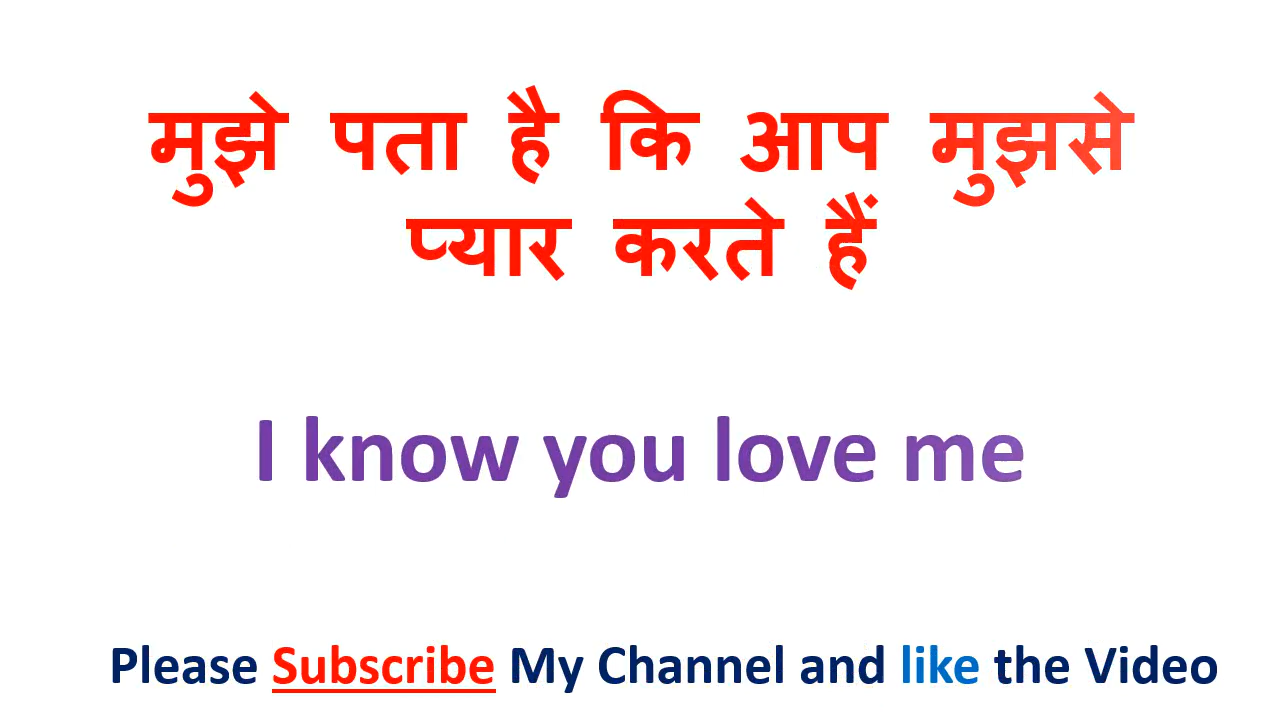 मुझे पता है कि आप मुझसे
प्यार करते हैं
I know you love me
Please Subscribe My Channel and like the Video